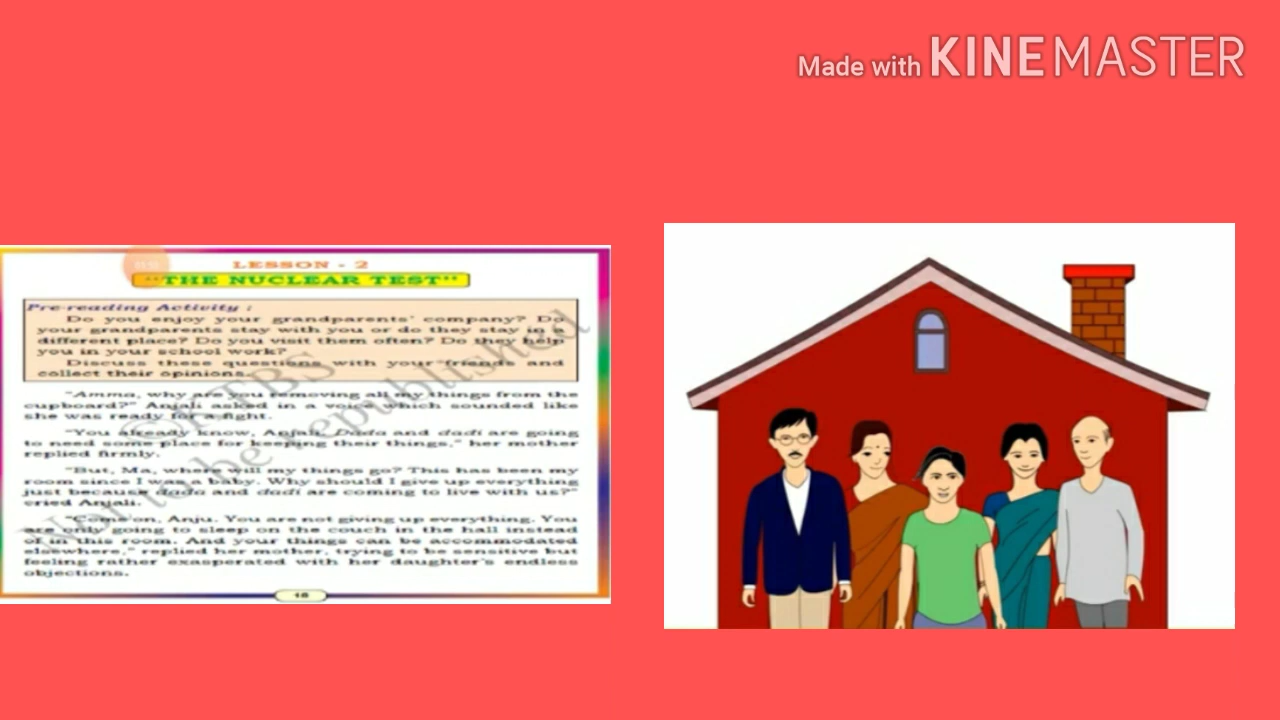 Made with KINEMASTER
LESSON - 2
"THE NUCLEAR TEST"
Pre-reading Activity :
Do you enjoy your grandparents' company? Do
your grandparents stay with you or do they stay in a
different place? Do you visit them often? Do they help
you in your school work?
Discuss these questions with your friends and
collect their opinions.
"Amma, why are you removing all my things from the
cupboard?" Anjali asked in a voice which sounded like
she was ready for a fight.
"You already know, Anjali. Dada and dadi are going
to need some place for keeping their things," her mother
replied firmly.
"But, Ma, where will my things go? This has been my
room since I was a baby. Why should I give up everything
just because dada and dadi are coming to live with us?"
cried Anjali.
"Come on, Anju. You are not giving up everything. You
are only going to sleep on the couch in the hall instead
of in this room. And your things can be accommodated
elsewhere," replied her mother, trying to be sensitive but
feeling rather exasperated with her daughter's endless
objections.
©KTBS
Not to be republished